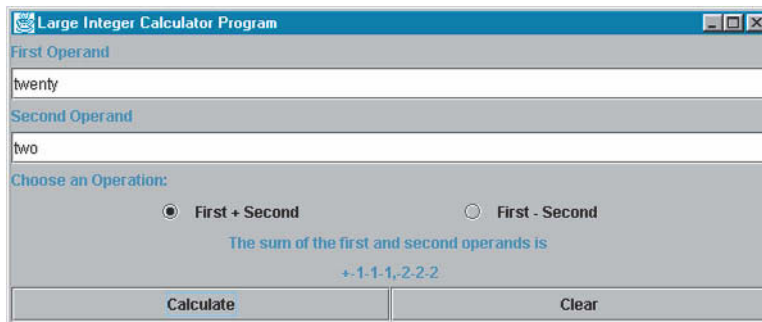 Large Integer Calculator Program
First Operand
twenty
Second Operand
two
Choose an Operation:
First + Second First - Second
The sum of the first and second operands is
+-1-1-1,-2-2-2
Calculate Clear